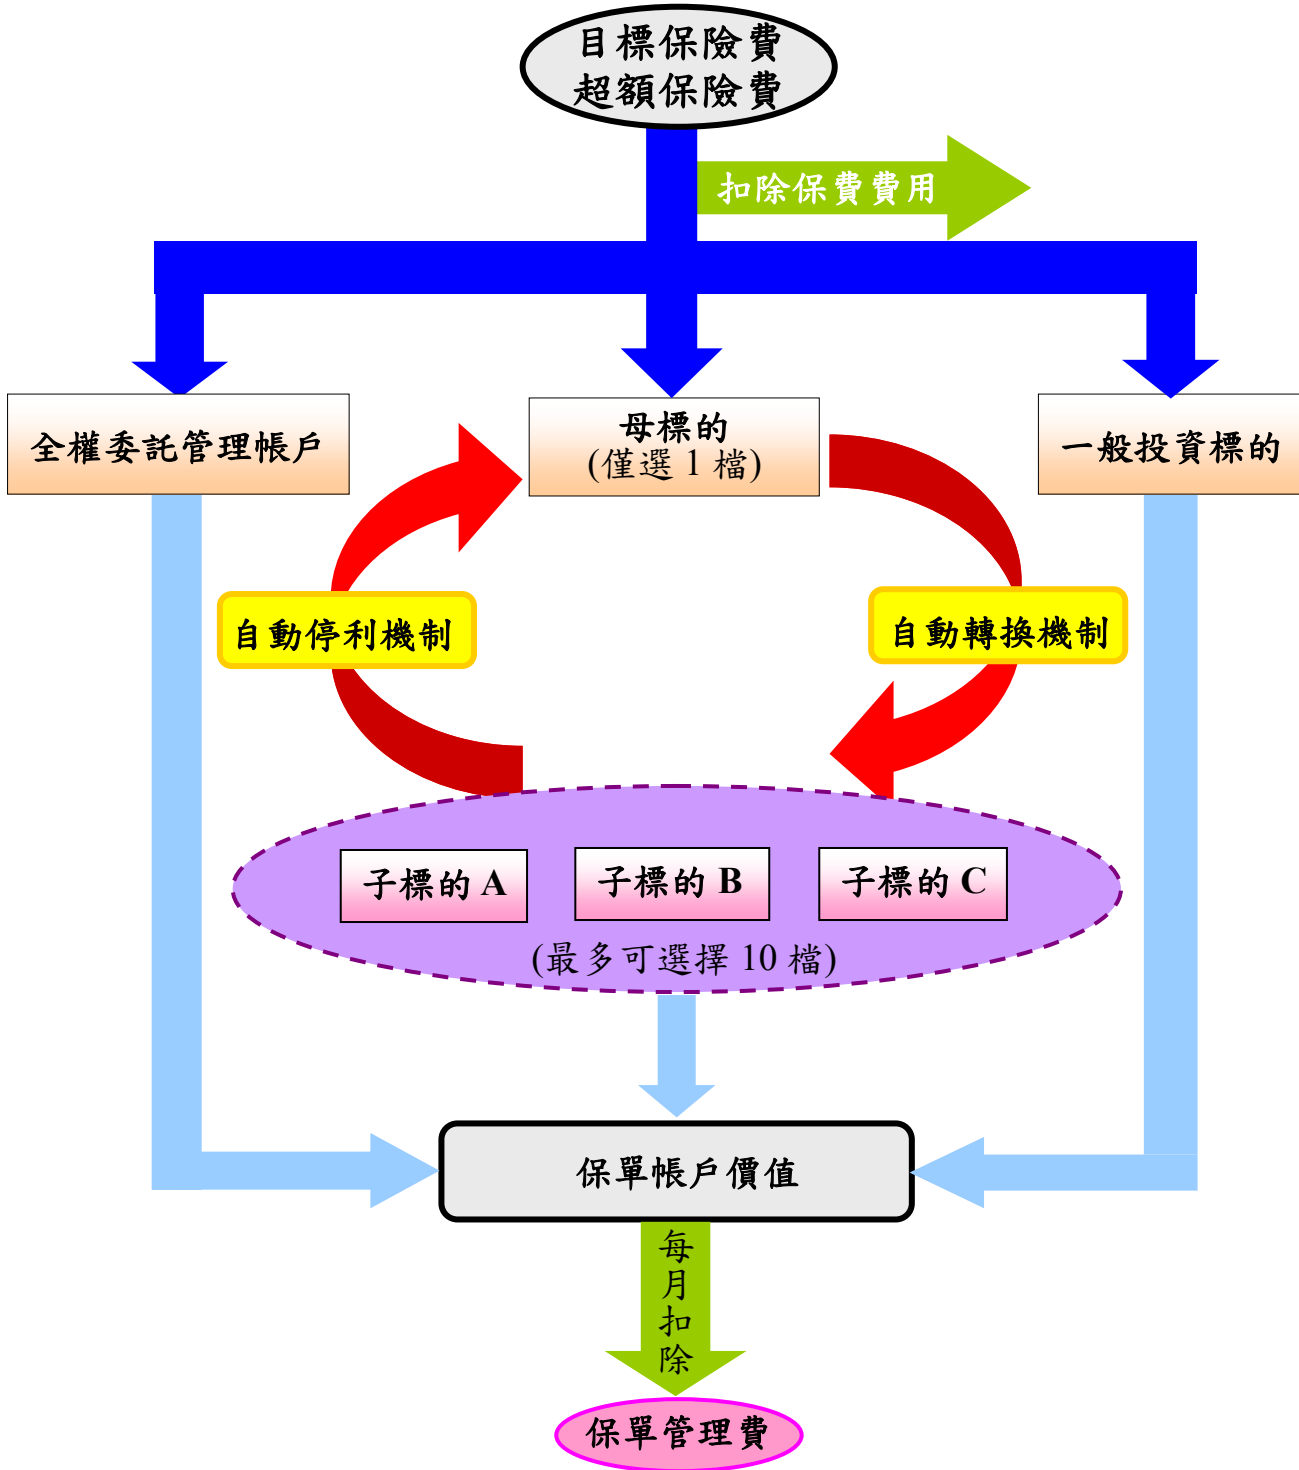 目標保險費
超額保險費
扣除保費費用
全權委託管理帳戶
母標的
(僅選 1 檔)
一般投資標的
自動停利機制
自動轉換機制
子標的 A
子標的 B
子標的 C
(最多可選擇 10 檔)
保單帳戶價值
每
月
扣
除
保單管理費